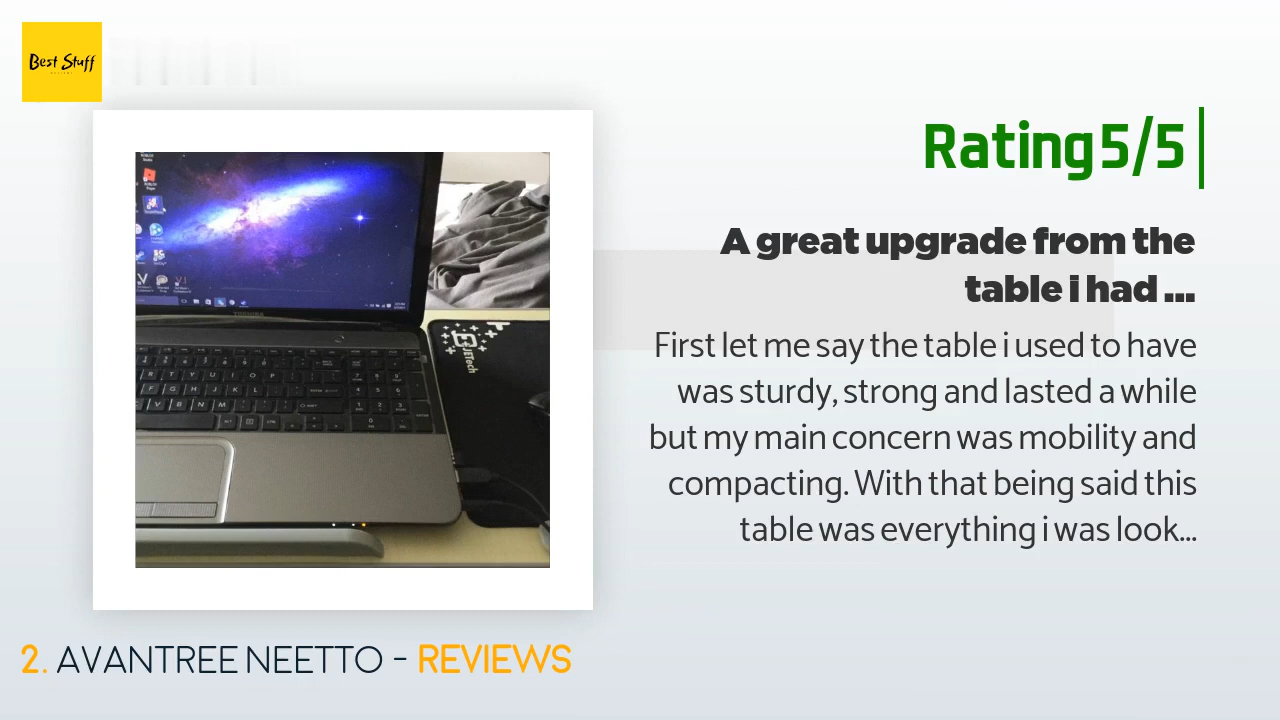 Best Stuff
Rating 5/5
A great upgrade from the
table i had ...
First let me say the table i used to have
was sturdy, strong and lasted a while
but my main concern was mobility and
compacting. With that being said this
table was everything i was look...
TOSHIBA
JETech
2. AVANTREE NEETTO - REVIEWS